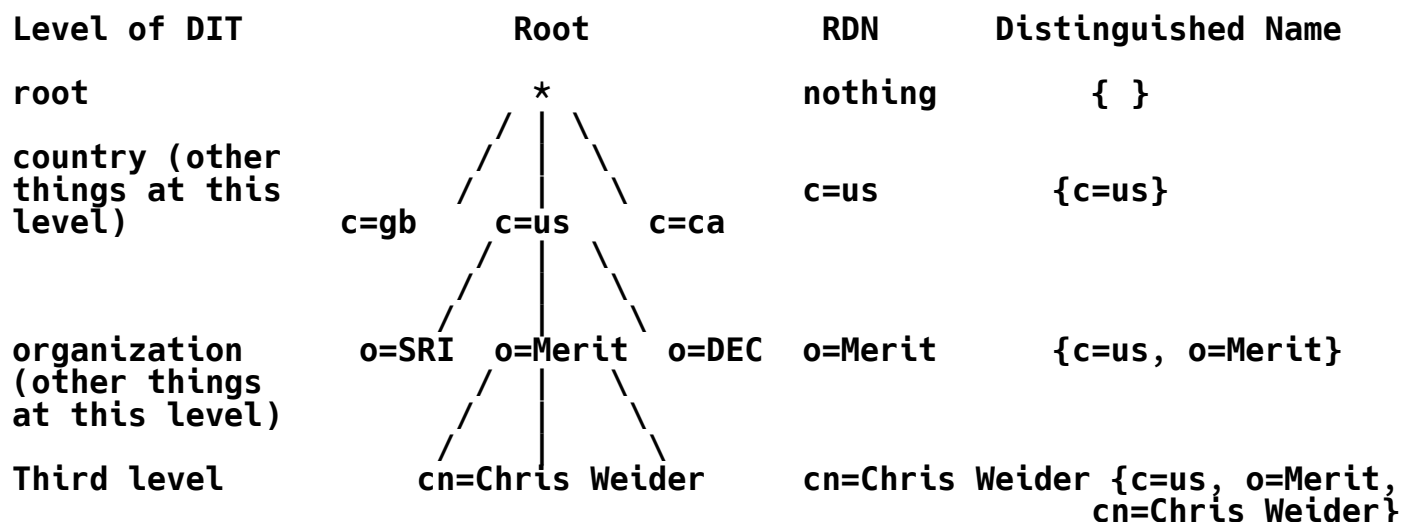 Level of DIT Root RDN Distinguished Name
root * nothing { }
/ | \
country (other / | \
things at this / | \ c=us {c=us}
level) c=gb c=us c=ca
/ | \
/ | \
/ | \
organization o=SRI o=Merit o=DEC o=Merit {c=us, o=Merit}
(other things / | \
at this level) / | \
/ | \
Third level cn=Chris Weider cn=Chris Weider {c=us, o=Merit,
cn=Chris Weider}